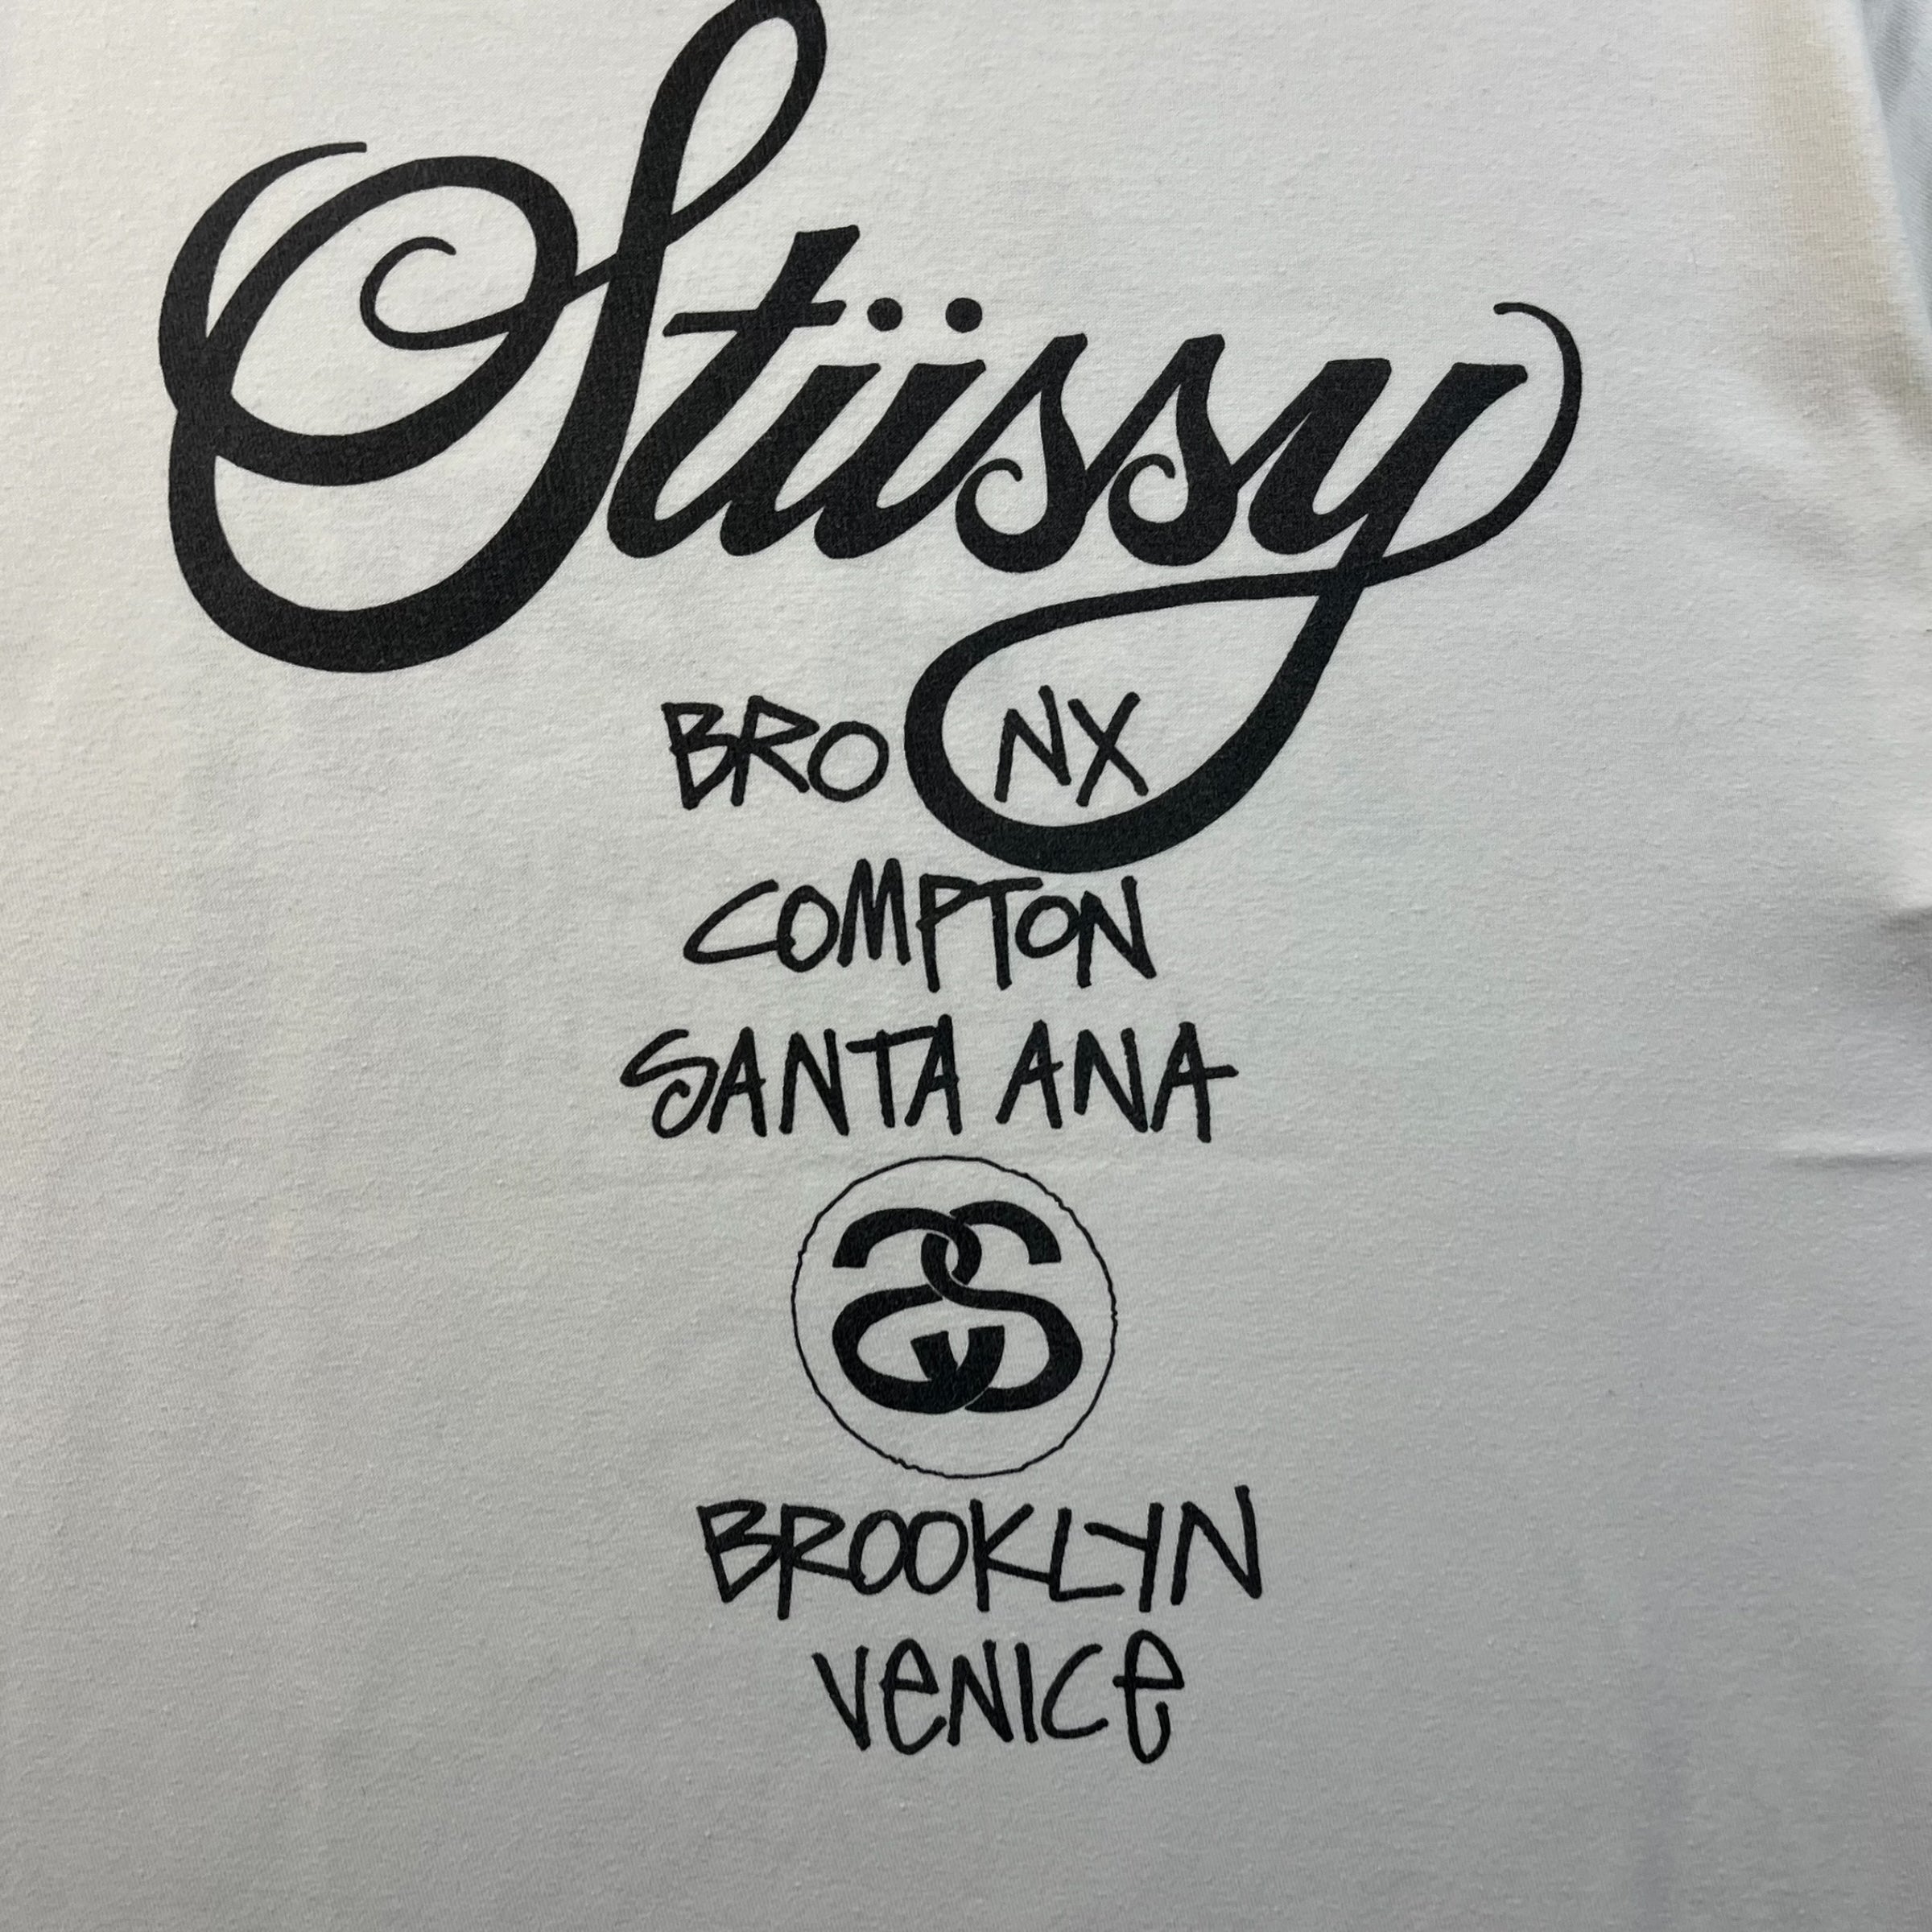 Stüssy
BRONX
COMPTON
SANTA ANA
SS
BROOKLYN
VENICE